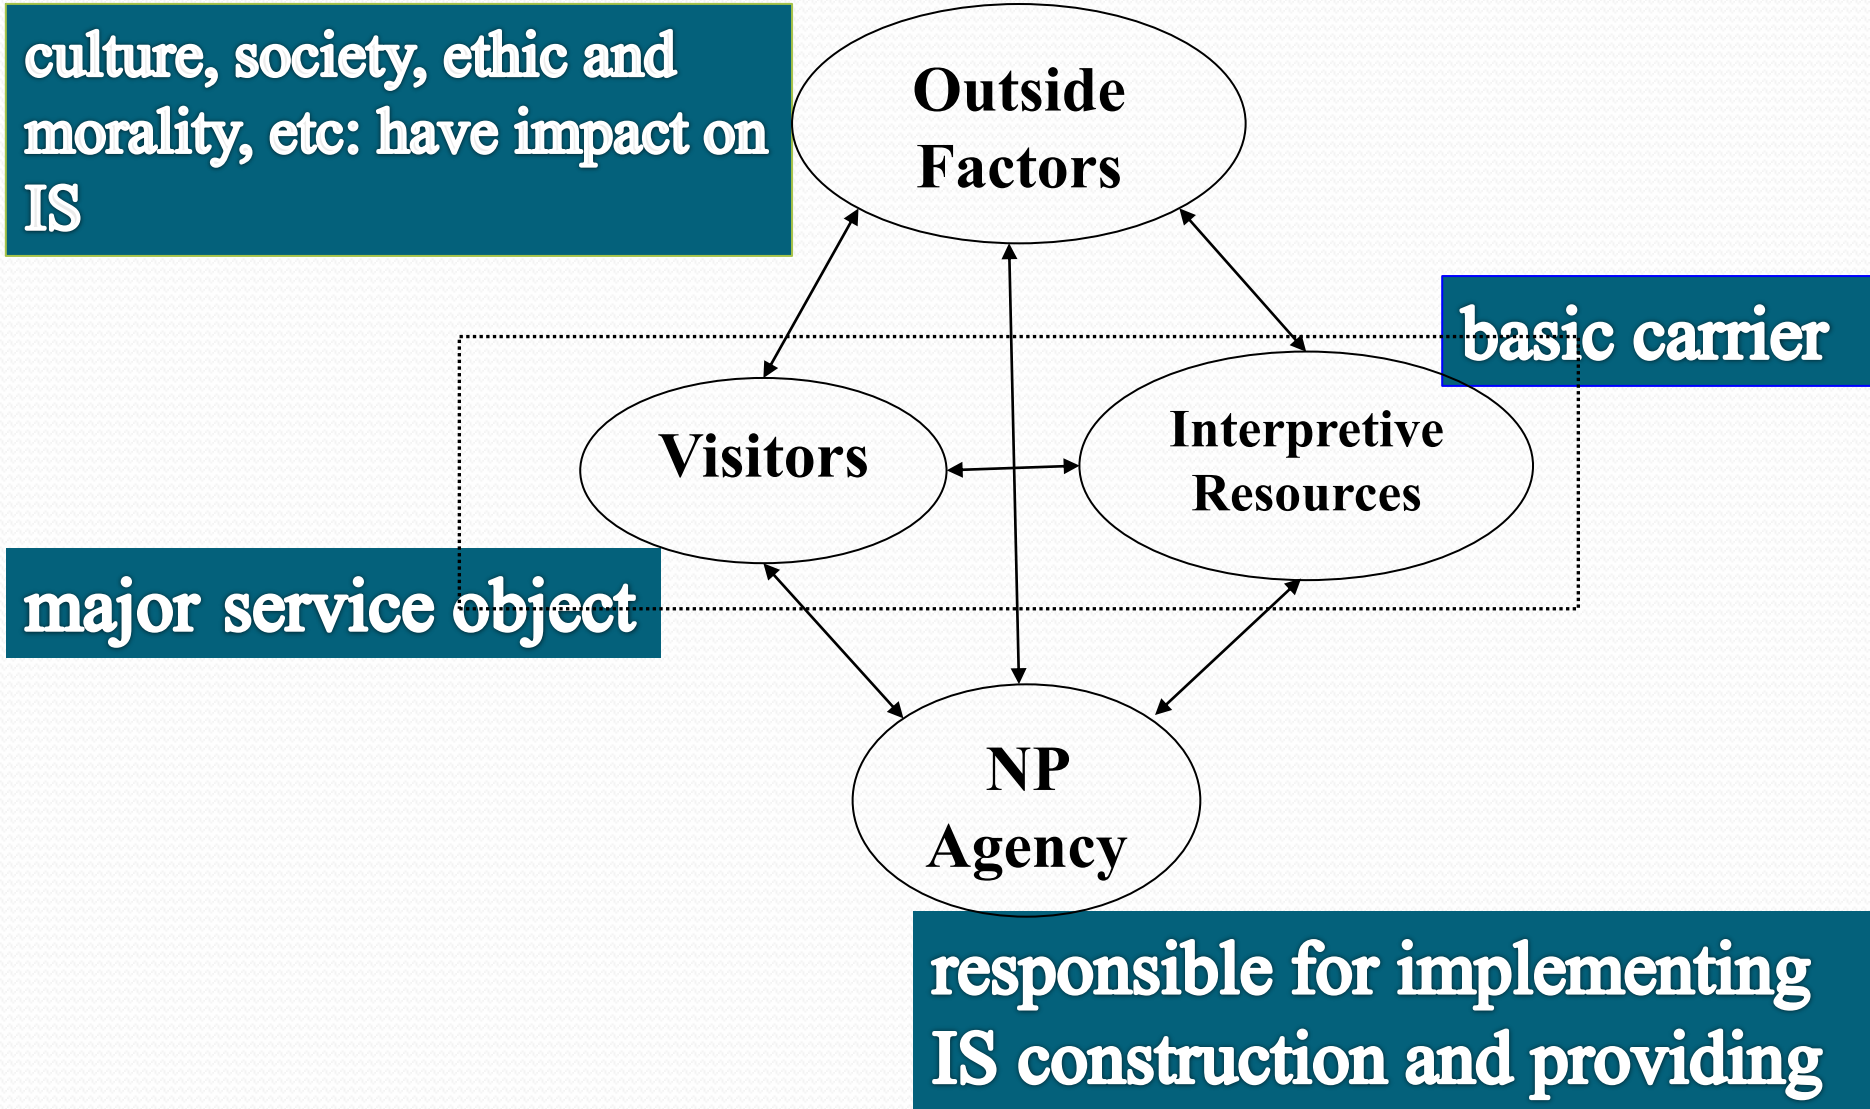 culture, society, ethic and
morality, etc: have impact on
IS
Outside
Factors
basic carrier
Visitors
Interpretive
Resources
major service object
NP
Agency
responsible for implementing
IS construction and providing